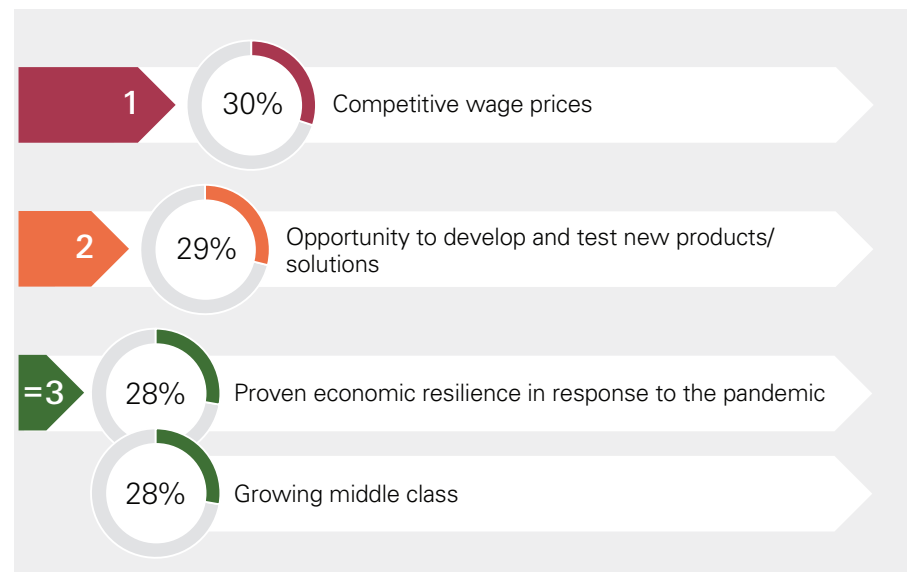 1
30%
Competitive wage prices
2
29%
Opportunity to develop and test new products/
solutions
=3
28%
Proven economic resilience in response to the pandemic
28%
Growing middle class